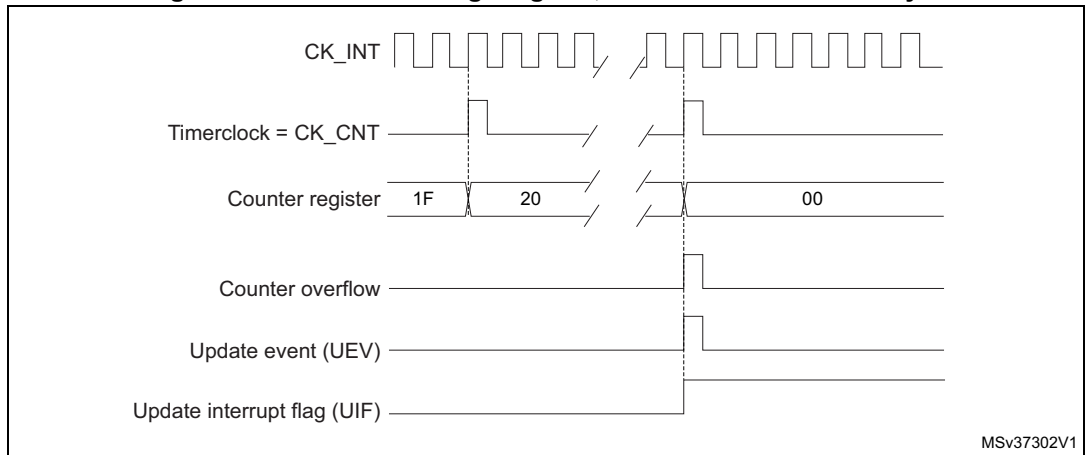 CK_INT
Timerclock = CK_CNT
Counter register 1F 20 00
Counter overflow
Update event (UEV)
Update interrupt flag (UIF)
MSv37302V1